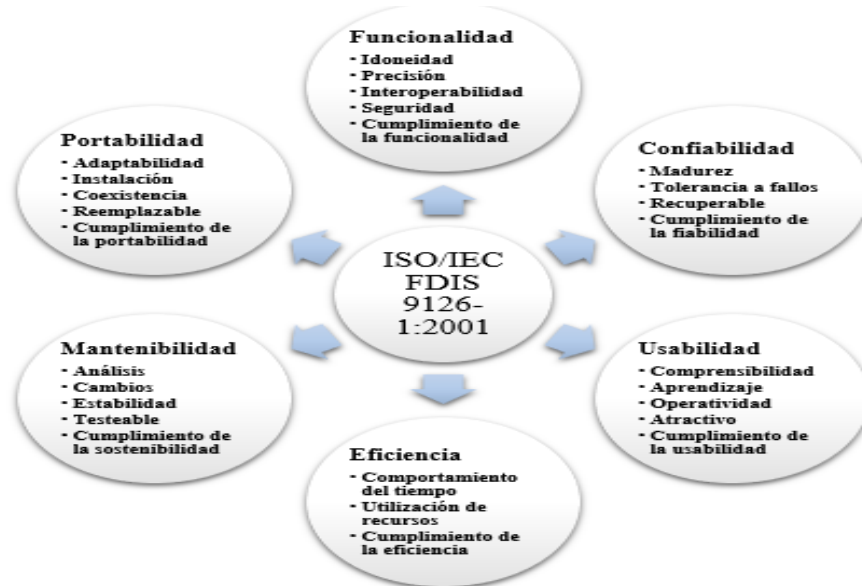 Funcionalidad
• Idoneidad
• Precisión
• Interoperabilidad
• Seguridad
• Cumplimiento de
la funcionalidad
Portabilidad
• Adaptabilidad
• Instalación
• Coexistencia
• Reemplazable
• Cumplimiento de
la portabilidad
Confiabilidad
• Madurez
• Tolerancia a fallos
• Recuperable
• Cumplimiento de
la fiabilidad
ISO/IEC
FDIS
9126-
1:2001
Mantenibilidad
• Análisis
• Cambios
• Estabilidad
• Testeable
• Cumplimiento de
la sostenibilidad
Usabilidad
• Comprensibilidad
• Aprendizaje
• Operatividad
• Atractivo
• Cumplimiento de
la usabilidad
Eficiencia
• Comportamiento
del tiempo
• Utilización de
recursos
• Cumplimiento de
la eficiencia